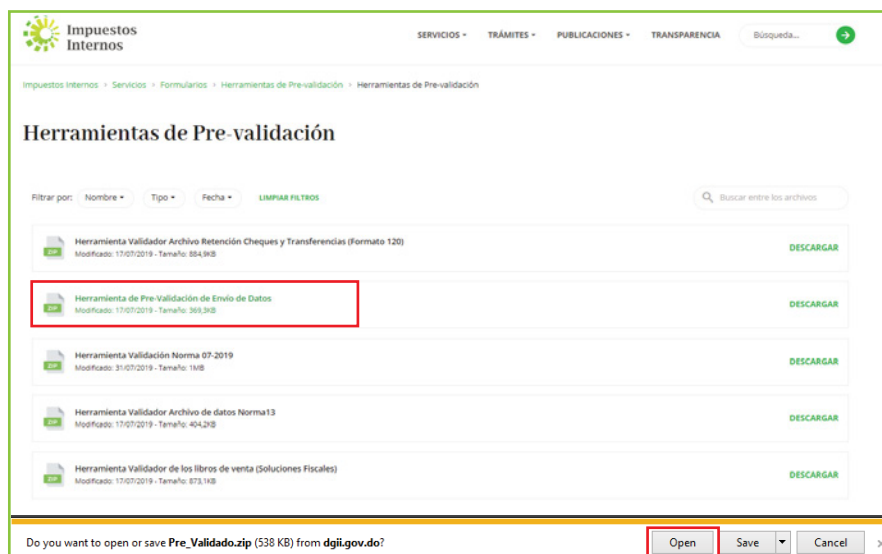 Impuestos
Internos
SERVICIOS TRÁMITES PUBLICACIONES TRANSPARENCIA Búsqueda...
Impuestos Internos › Servicios › Formularios › Herramientas de Pre-validación › Herramientas de Pre-validación
Herramientas de Pre-validación
Filtrar por: Nombre Tipo Fecha LIMPIAR FILTROS Buscar entre los archivos
Herramienta Validador Archivo Retención Cheques y Transferencias (Formato 120)
ZIP Modificado: 17/07/2019 - Tamaño: 884,9KB DESCARGAR
Herramienta de Pre-Validación de Envío de Datos
ZIP Modificado: 17/07/2019 - Tamaño: 369,3KB DESCARGAR
Herramienta Validación Norma 07-2019
ZIP Modificado: 31/07/2019 - Tamaño: 1MB DESCARGAR
Herramienta Validador Archivo de datos Norma13
ZIP Modificado: 17/07/2019 - Tamaño: 404,2KB DESCARGAR
Herramienta Validador de los libros de venta (Soluciones Fiscales)
ZIP Modificado: 17/07/2019 - Tamaño: 873,1KB DESCARGAR
Do you want to open or save Pre_Validado.zip (538 KB) from dgii.gov.do? Open Save Cancel